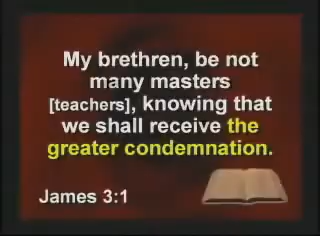 My brethren, be not
many masters
[teachers], knowing that
we shall receive the
greater condemnation.
James 3:1